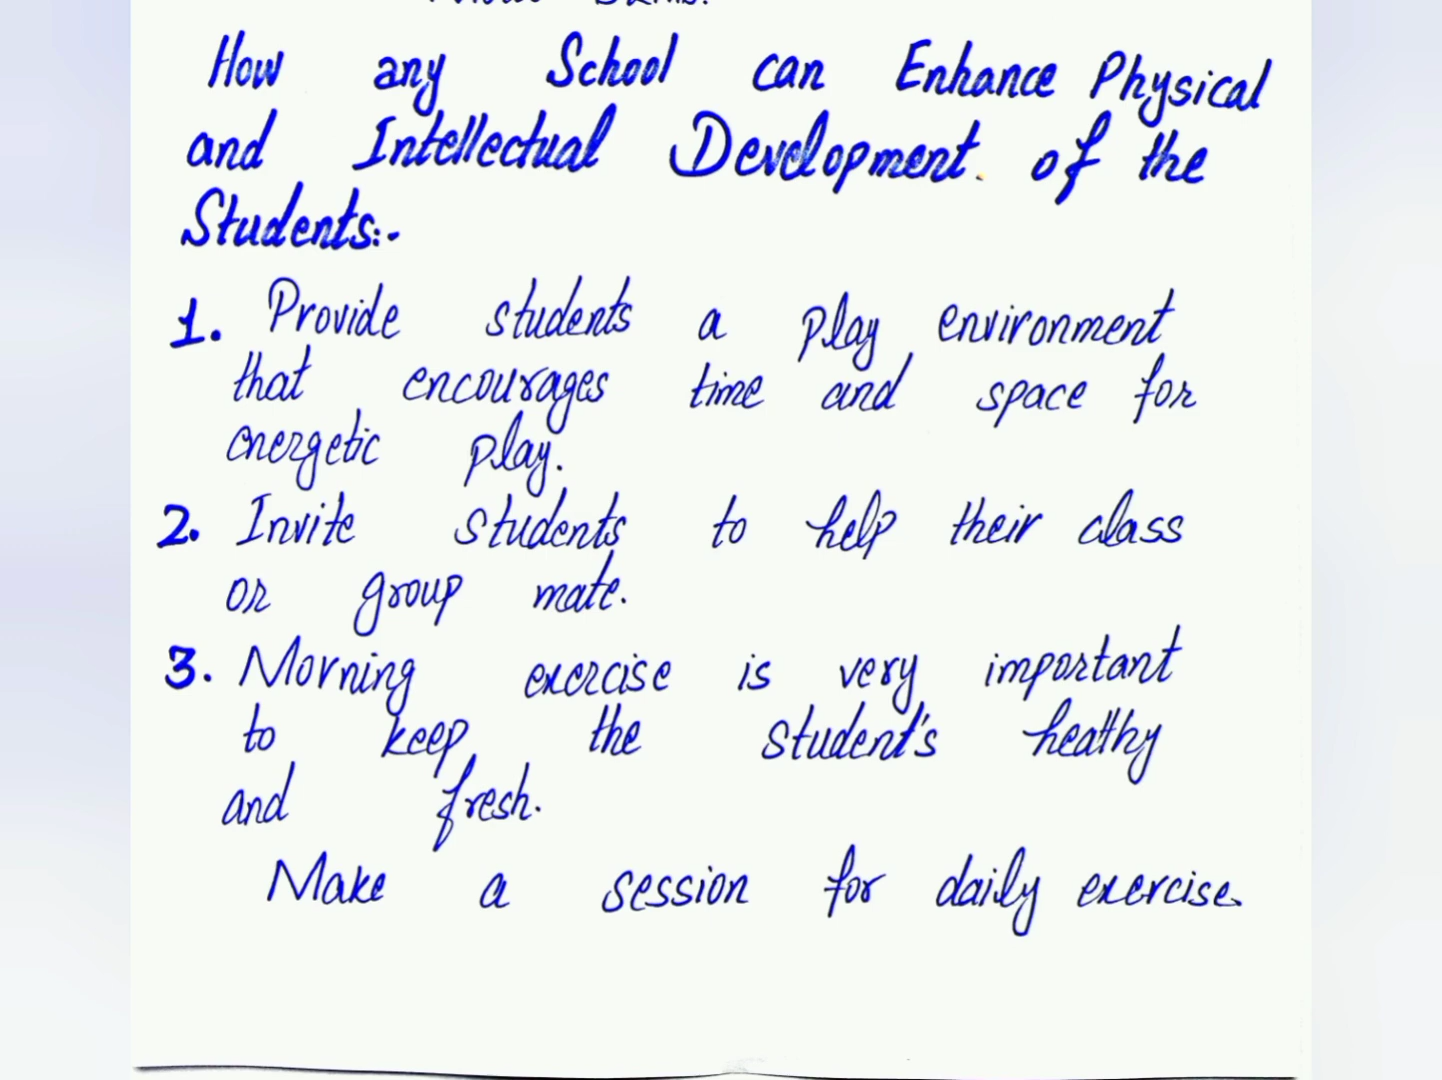 How any School can Enhance Physical
and Intellectual Development. of the
Students:-
1. Provide students a play environment
that encourages time and space for
energetic play.
2. Invite students to help their class
or group mate.
3. Morning exercise is very important
to keep the student's heathy
and fresh.
Make a session for daily exercise.